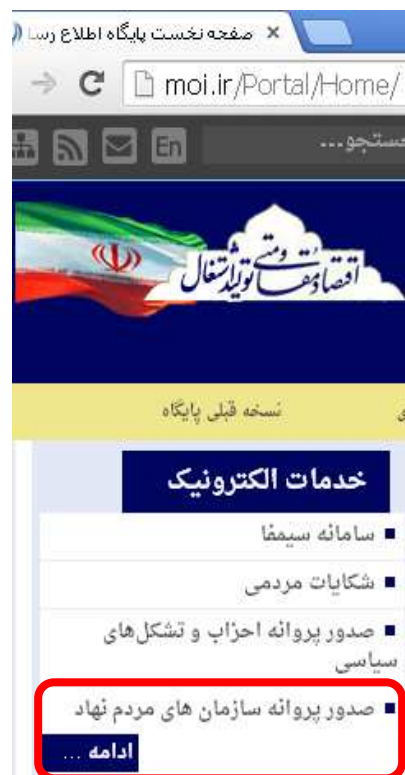 صفحه نخست پایگاه اطلاع رسا
moi.ir/Portal/Home/
جستجو...
En
اقتصاد مقاومتی تولید اشتغال
ی
نسخه قبلی پایگاه
خدمات الکترونیک
سامانه سیمفا
شکایات مردمی
صدور پروانه احزاب و تشکل‌های
سیاسی
صدور پروانه سازمان های مردم نهاد
ادامه ...